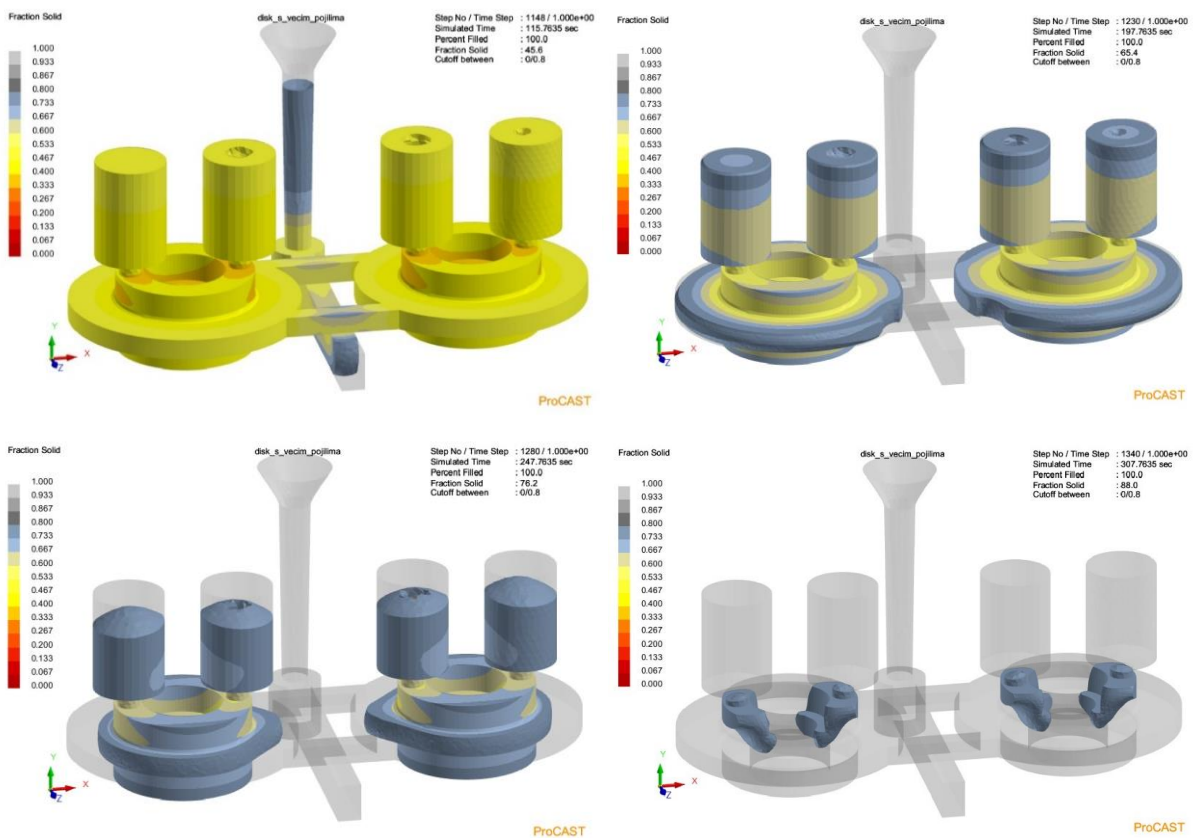 Fraction Solid
disk_s_vecim_pojilima
Step No / Time Step : 1148 / 1.000e+00
Simulated Time : 115.7635 sec
Percent Filled : 100.0
Fraction Solid : 45.6
Cutoff between : 0/0.8
1.000
0.933
0.867
0.800
0.733
0.667
0.600
0.533
0.467
0.400
0.333
0.267
0.200
0.133
0.067
0.000
Y
X
Z
ProCAST
Fraction Solid
disk_s_vecim_pojilima
Step No / Time Step : 1230 / 1.000e+00
Simulated Time : 197.7635 sec
Percent Filled : 100.0
Fraction Solid : 65.4
Cutoff between : 0/0.8
1.000
0.933
0.867
0.800
0.733
0.667
0.600
0.533
0.467
0.400
0.333
0.267
0.200
0.133
0.067
0.000
Y
X
Z
ProCAST
Fraction Solid
disk_s_vecim_pojilima
Step No / Time Step : 1280 / 1.000e+00
Simulated Time : 247.7635 sec
Percent Filled : 100.0
Fraction Solid : 76.2
Cutoff between : 0/0.8
1.000
0.933
0.867
0.800
0.733
0.667
0.600
0.533
0.467
0.400
0.333
0.267
0.200
0.133
0.067
0.000
Y
X
Z
ProCAST
Fraction Solid
disk_s_vecim_pojilima
Step No / Time Step : 1340 / 1.000e+00
Simulated Time : 307.7635 sec
Percent Filled : 100.0
Fraction Solid : 88.0
Cutoff between : 0/0.8
1.000
0.933
0.867
0.800
0.733
0.667
0.600
0.533
0.467
0.400
0.333
0.267
0.200
0.133
0.067
0.000
Y
X
Z
ProCAST